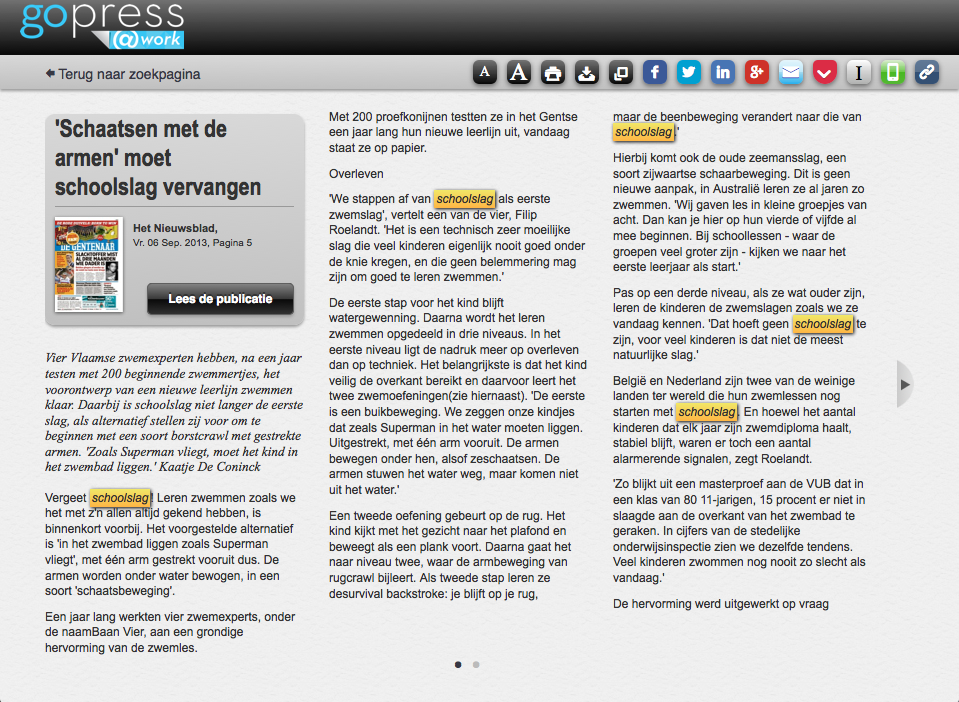 gopress
@work
Terug naar zoekpagina
A A
I
'Schaatsen met de
armen' moet
schoolslag vervangen
DE GENTENAAR
SLACHTOFFER WIST
AL DRIE MAANDEN
WIE DADER IS
Het Nieuwsblad,
Vr. 06 Sep. 2013, Pagina 5
Lees de publicatie
Vier Vlaamse zwemexperten hebben, na een jaar
testen met 200 beginnende zwemmertjes, het
voorontwerp van een nieuwe leerlijn zwemmen
klaar. Daarbij is schoolslag niet langer de eerste
slag, als alternatief stellen zij voor om te
beginnen met een soort borstcrawl met gestrekte
armen. 'Zoals Superman vliegt, moet het kind in
het zwembad liggen.' Kaatje De Coninck
Vergeet schoolslag! Leren zwemmen zoals we
het met z'n allen altijd gekend hebben, is
binnenkort voorbij. Het voorgestelde alternatief
is 'in het zwembad liggen zoals Superman
vliegt', met één arm gestrekt vooruit dus. De
armen worden onder water bewogen, in een
soort 'schaatsbeweging'.
Een jaar lang werkten vier zwemexperts, onder
de naamBaan Vier, aan een grondige
hervorming van de zwemles.
Met 200 proefkonijnen testten ze in het Gentse
een jaar lang hun nieuwe leerlijn uit, vandaag
staat ze op papier.
Overleven
'We stappen af van schoolslag als eerste
zwemslag', vertelt een van de vier, Filip
Roelandt. 'Het is een technisch zeer moeilijke
slag die veel kinderen eigenlijk nooit goed onder
de knie kregen, en die geen belemmering mag
zijn om goed te leren zwemmen.'
De eerste stap voor het kind blijft
watergewenning. Daarna wordt het leren
zwemmen opgedeeld in drie niveaus. In het
eerste niveau ligt de nadruk meer op overleven
dan op techniek. Het belangrijkste is dat het kind
veilig de overkant bereikt en daarvoor leert het
twee zwemoefeningen(zie hiernaast). 'De eerste
is een buikbeweging. We zeggen onze kindjes
dat zeals Superman in het water moeten liggen.
Uitgestrekt, met één arm vooruit. De armen
bewegen onder hen, alsof zeschaatsen. De
armen stuwen het water weg, maar komen niet
uit het water.'
Een tweede oefening gebeurt op de rug. Het
kind kijkt met het gezicht naar het plafond en
beweegt als een plank voort. Daarna gaat het
naar niveau twee, waar de armbeweging van
rugcrawl bijleert. Als tweede stap leren ze
desurvival backstroke: je blijft op je rug,
maar de beenbeweging verandert naar die van
schoolslag.'
Hierbij komt ook de oude zeemansslag, een
soort zijwaartse schaarbeweging. Dit is geen
nieuwe aanpak, in Australië leren ze al jaren zo
zwemmen. 'Wij gaven les in kleine groepjes van
acht. Dan kan je hier op hun vierde of vijfde al
mee beginnen. Bij schoollessen - waar de
groepen veel groter zijn - kijken we naar het
eerste leerjaar als start.'
Pas op een derde niveau, als ze wat ouder zijn,
leren de kinderen de zwemslagen zoals we ze
vandaag kennen. 'Dat hoeft geen schoolslag te
zijn, voor veel kinderen is dat niet de meest
natuurlijke slag.'
België en Nederland zijn twee van de weinige
landen ter wereld die hun zwemlessen nog
starten met schoolslag. En hoewel het aantal
kinderen dat elk jaar zijn zwemdiploma haalt,
stabiel blijft, waren er toch een aantal
alarmerende signalen, zegt Roelandt.
'Zo blijkt uit een masterproef aan de VUB dat in
een klas van 80 11-jarigen, 15 procent er niet in
slaagde aan de overkant van het zwembad te
geraken. In cijfers van de stedelijke
onderwijsinspectie zien we dezelfde tendens.
Veel kinderen zwommen nog nooit zo slecht als
vandaag.'
De hervorming werd uitgewerkt op vraag